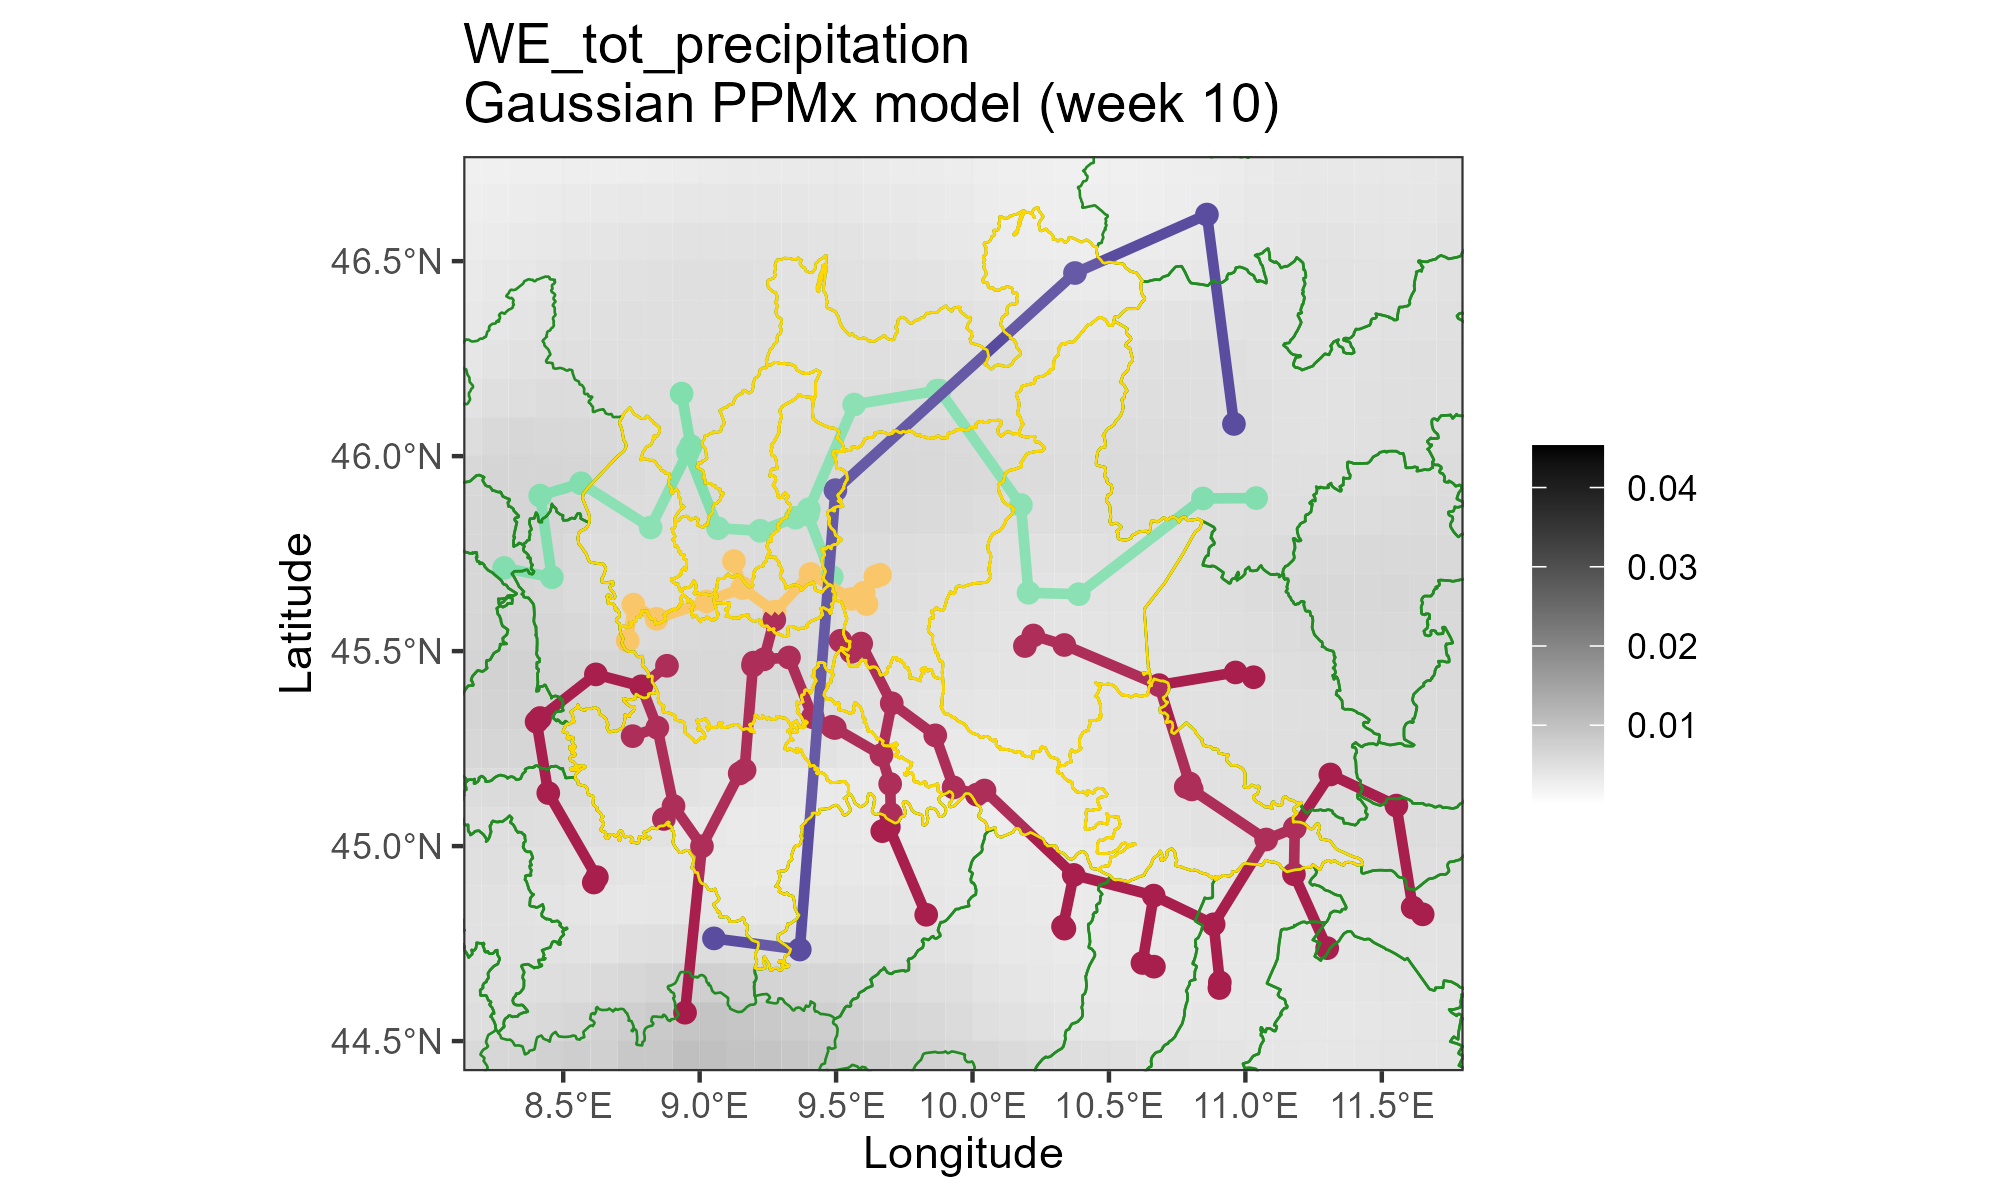 WE_tot_precipitation
Gaussian PPMx model (week 10)
46.5°N
46.0°N
45.5°N
45.0°N
44.5°N
Latitude
8.5°E 9.0°E 9.5°E 10.0°E 10.5°E 11.0°E 11.5°E
Longitude
0.04
0.03
0.02
0.01